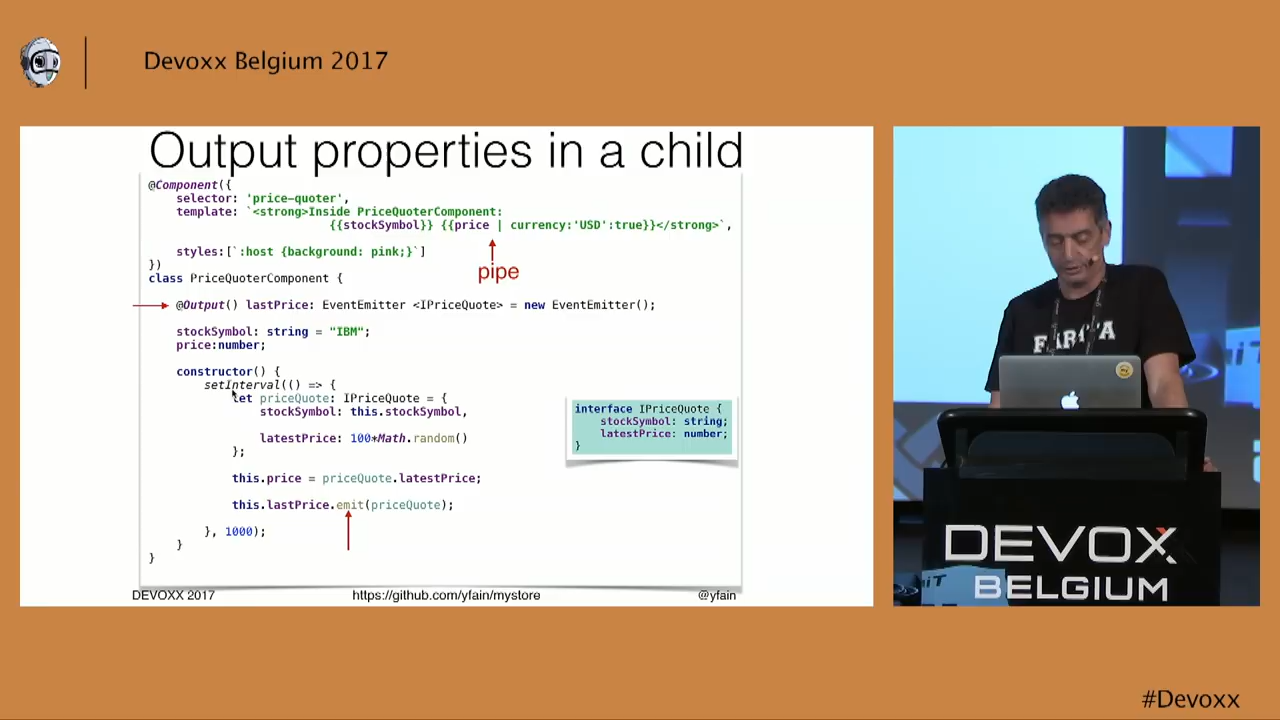 Devoxx Belgium 2017
Output properties in a child
@Component({
selector: 'price-quoter',
template: `<strong>Inside PriceQuoterComponent:
{{stockSymbol}} {{price | currency:'USD':true}}</strong>`,
styles:[`:host {background: pink;}`]
})
pipe
class PriceQuoterComponent {
@Output() lastPrice: EventEmitter <IPriceQuote> = new EventEmitter();
stockSymbol: string = "IBM";
price:number;
constructor() {
setInterval(() => {
let priceQuote: IPriceQuote = {
stockSymbol: this.stockSymbol,
latestPrice: 100*Math.random()
};
this.price = priceQuote.latestPrice;
this.lastPrice.emit(priceQuote);
}, 1000);
}
}
interface IPriceQuote {
stockSymbol: string;
latestPrice: number;
}
DEVOXX 2017
https://github.com/yfain/mystore
@yfain
DEVOXX
BELGIUM
#Devoxx